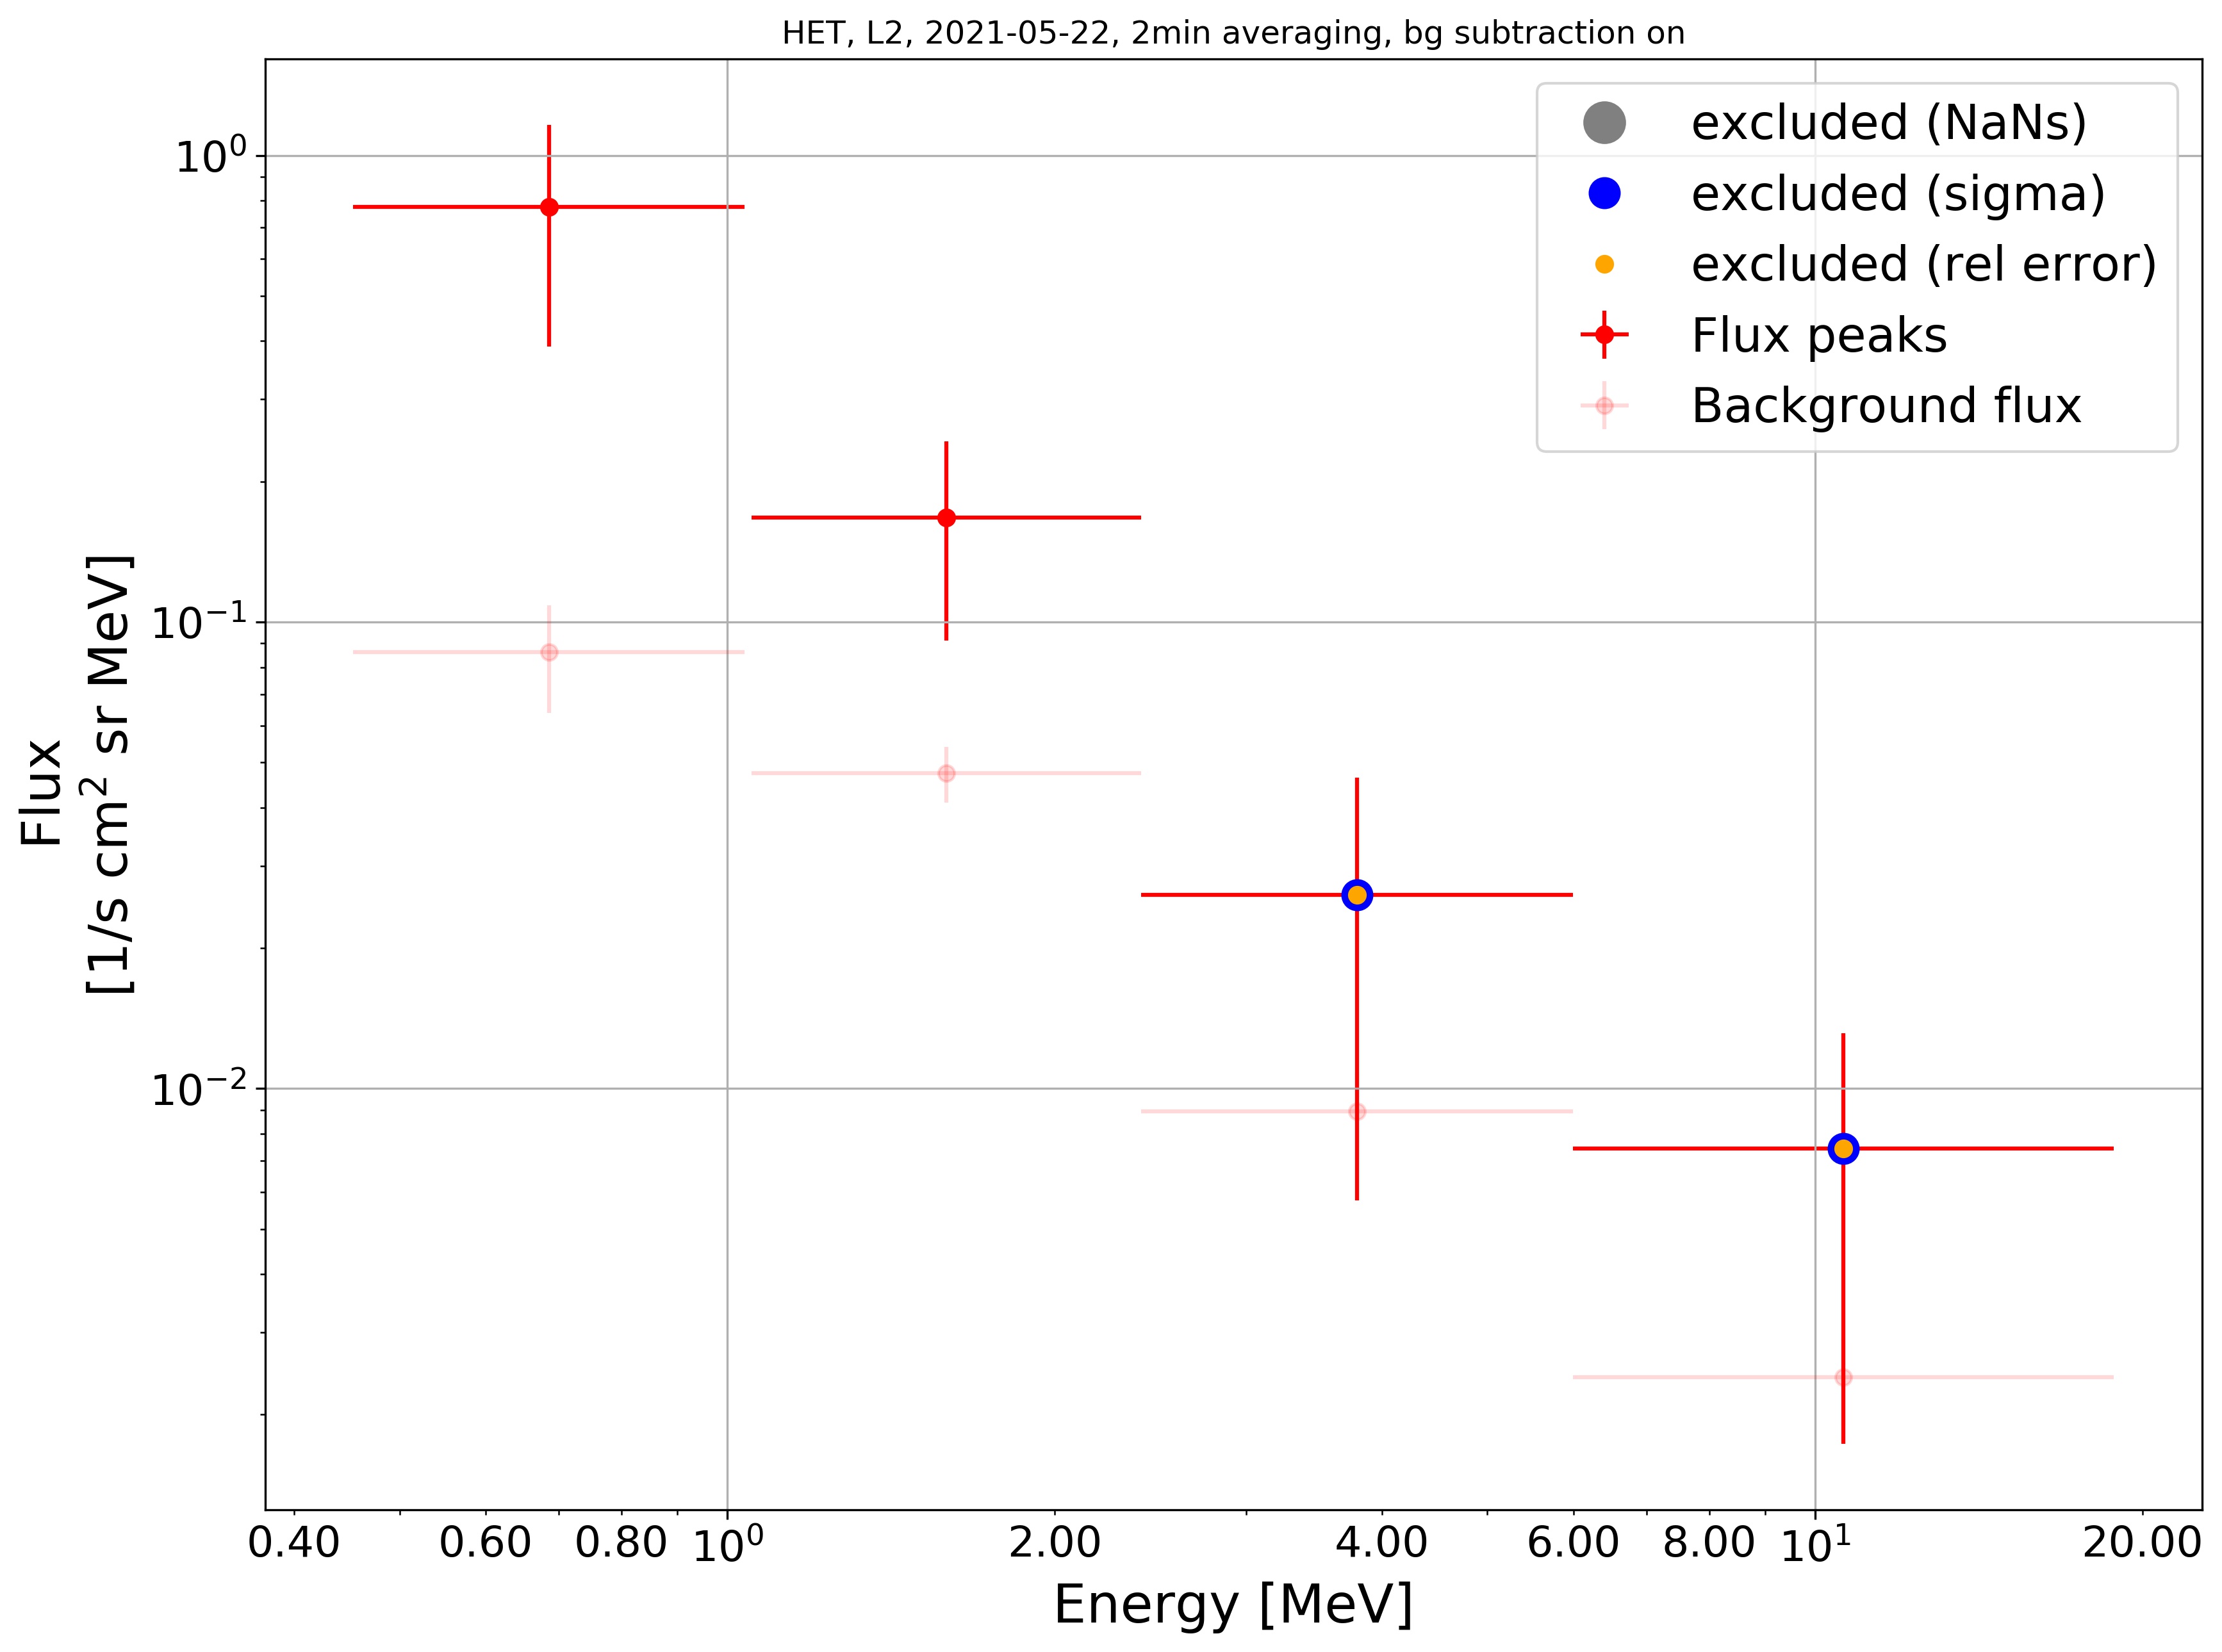 HET, L2, 2021-05-22, 2min averaging, bg subtraction on
excluded (NaNs)
excluded (sigma)
excluded (rel error)
Flux peaks
Background flux
10⁰
10⁻¹
10⁻²
Flux
[1/s cm² sr MeV]
0.40 0.60 0.80 10⁰ 2.00 4.00 6.00 8.00 10¹ 20.00
Energy [MeV]